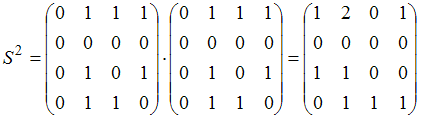 S² = (0 1 1 1) · (0 1 1 1) = (1 2 0 1)
(0 0 0 0) (0 0 0 0) (0 0 0 0)
(0 1 0 1) (0 1 0 1) (1 1 0 0)
(0 1 1 0) (0 1 1 0) (0 1 1 1)